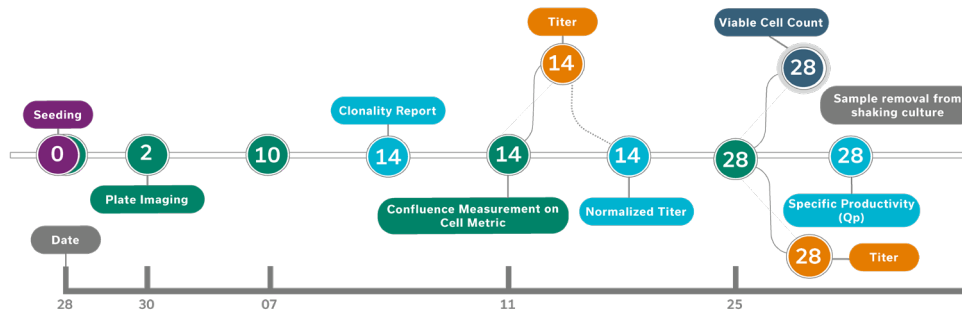 Titer
Viable Cell Count
14
28
Sample removal from
shaking culture
Seeding
Clonality Report
0
2
10
14
14
14
28
28
Plate Imaging
Confluence Measurement on
Cell Metric
Normalized Titer
Specific Productivity
(Qp)
Date
28
Titer
28
30
07
11
25